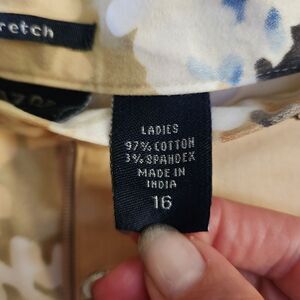 retch
LADIES
97% COTTON
3% SPANDEX
MADE IN
INDIA
16